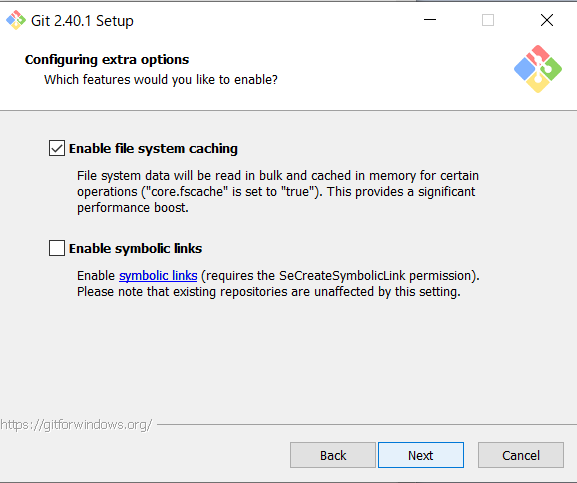 Git 2.40.1 Setup
Configuring extra options
Which features would you like to enable?
Enable file system caching
File system data will be read in bulk and cached in memory for certain
operations ("core.fscache" is set to "true"). This provides a significant
performance boost.
Enable symbolic links
Enable symbolic links (requires the SeCreateSymbolicLink permission).
Please note that existing repositories are unaffected by this setting.
https://gitforwindows.org/
Back Next Cancel